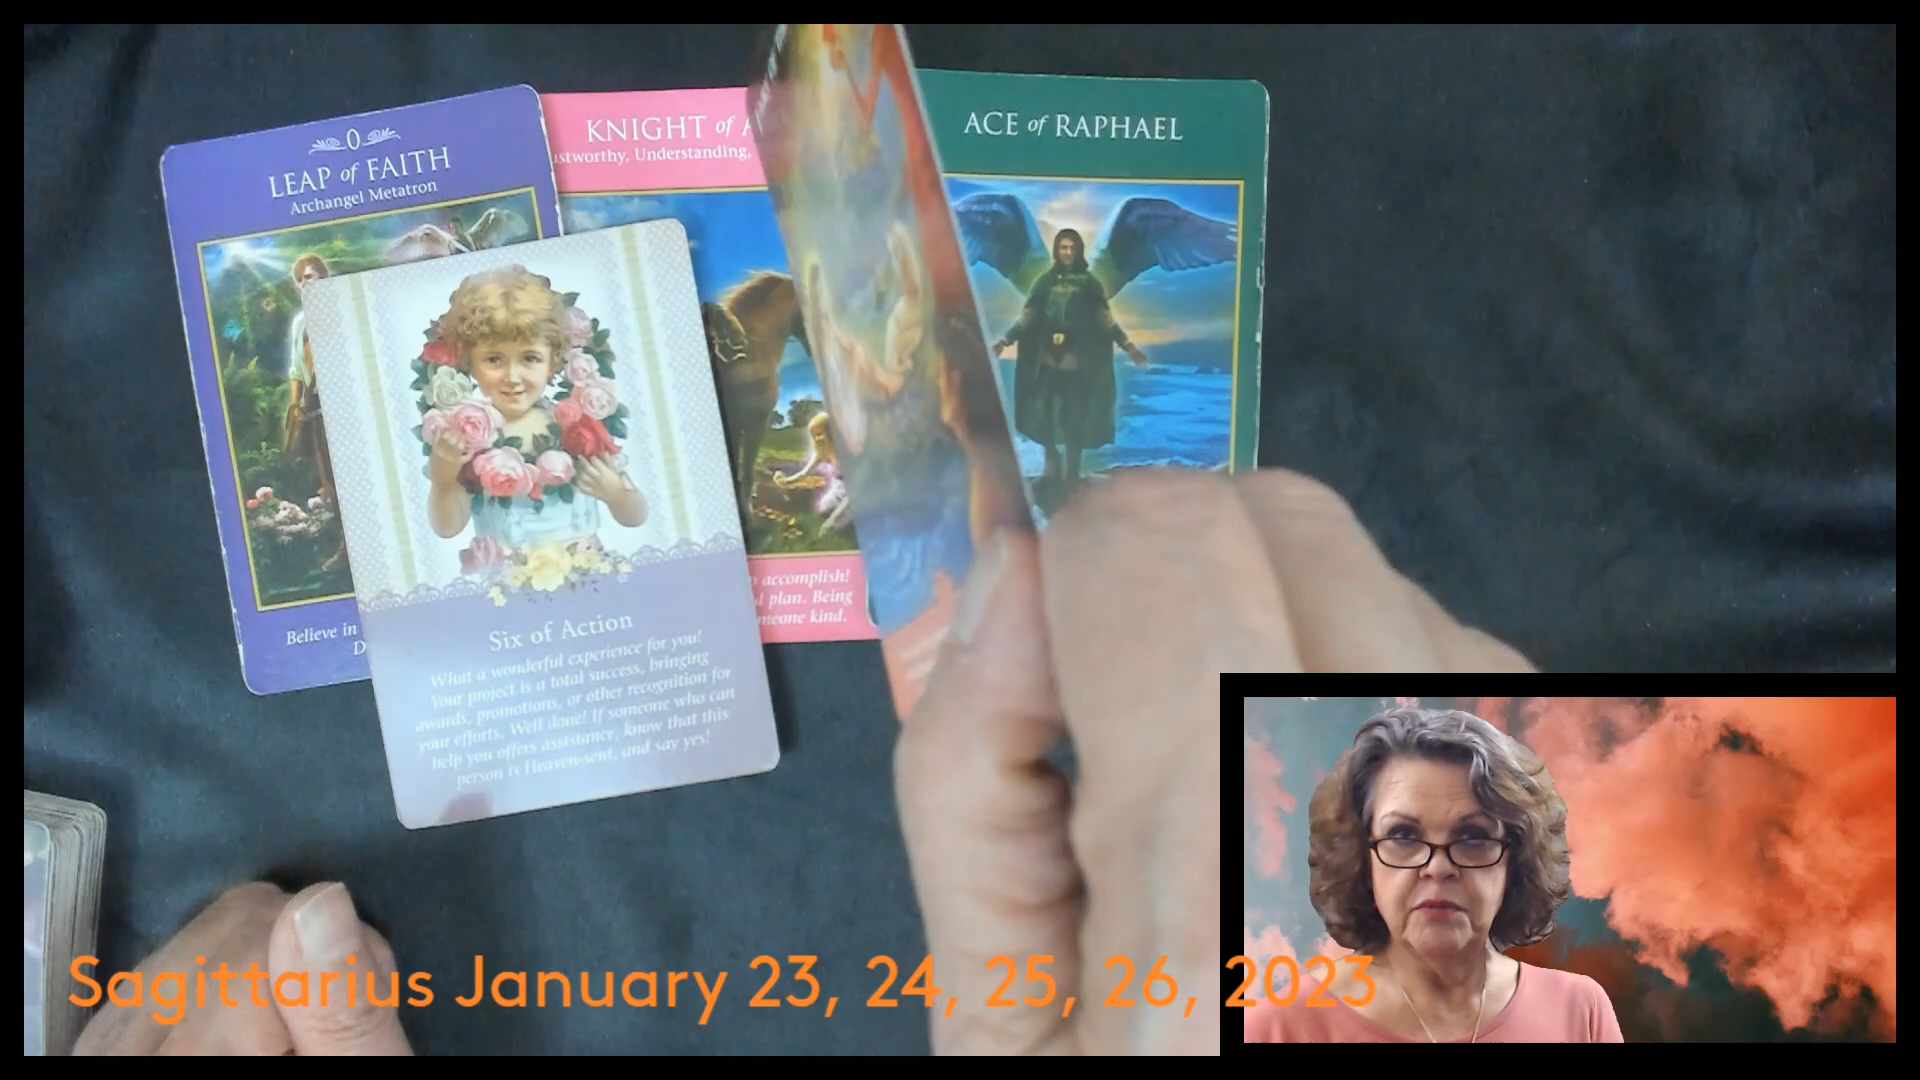 0
LEAP of FAITH
Archangel Metatron
Believe in
KNIGHT of
Understanding,
ACE of RAPHAEL
accomplish!
plan. Being
kind.
Six of Action
What a wonderful experience for you!
Your project is a total success, bringing
awards, promotions, or other recognition for
your efforts. Well done! If someone who can
help you offers assistance, know that this
person is Heaven-sent, and say yes!
Sagittarius January 23, 24, 25, 26, 2023